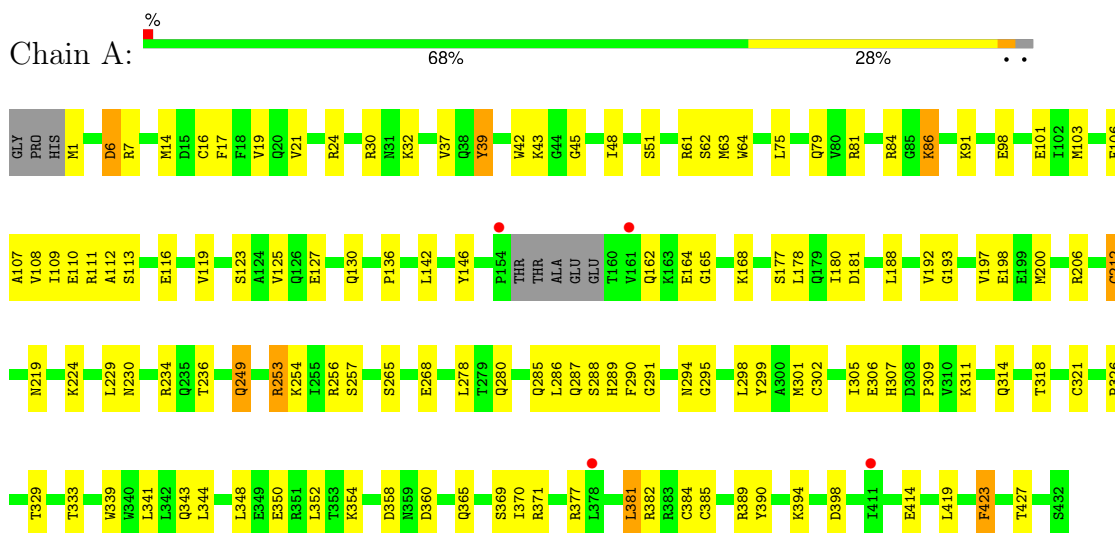 %
Chain A:
68% 28% • •
GLY PRO HIS M1 D6 R7 M14 D15 C16 F17 F18 V19 Q20 V21 R24 R30 N31 K32 V37 Q38 Y39 W42 K43 G44 G45 I48 S51 R61 S62 M63 W64 L75 Q79 V80 R81 R84 G85 K86 K91 E98 E101 I102 M103 E106
A107 V108 I109 E110 R111 A112 S113 E116 V119 S123 A124 V125 Q126 E127 Q130 P136 L142 Y146 P154 THR THR ALA GLU GLU T160 V161 Q162 K163 E164 G165 K168 S177 L178 Q179 I180 D181 L188 V192 G193 V197 E198 E199 M200 R206
N219 K224 L229 N230 R234 Q235 T236 Q249 R253 K254 I255 R256 S257 S265 E268 L278 T279 Q280 Q285 L286 Q287 S288 H289 F290 G291 N294 G295 L298 Y299 A300 M301 C302 I305 E306 H307 D308 P309 V310 K311 Q314 T318 C321
T329 T333 W339 W340 L341 L342 Q343 L344 L348 E349 E350 R351 L352 T353 K354 D358 N359 D360 Q365 S369 I370 R371 R377 L378 L381 R382 R383 C384 C385 R389 Y390 K394 D398 I411 E414 L419 F423 T427 S432